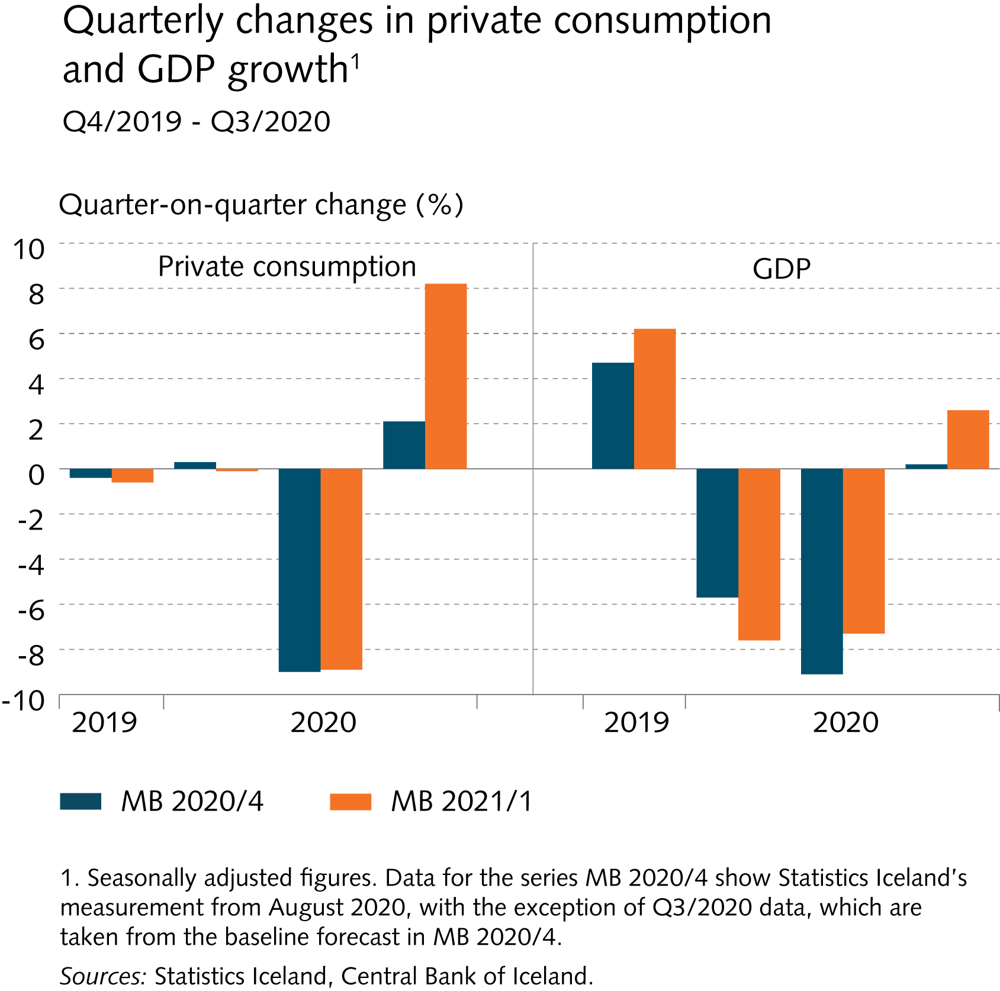 Quarterly changes in private consumption
and GDP growth¹
Q4/2019 - Q3/2020
Quarter-on-quarter change (%)
10
8
6
4
2
0
-2
-4
-6
-8
-10
Private consumption
GDP
2019
2020
2019
2020
MB 2020/4
MB 2021/1
1. Seasonally adjusted figures. Data for the series MB 2020/4 show Statistics Iceland's
measurement from August 2020, with the exception of Q3/2020 data, which are
taken from the baseline forecast in MB 2020/4.
Sources: Statistics Iceland, Central Bank of Iceland.